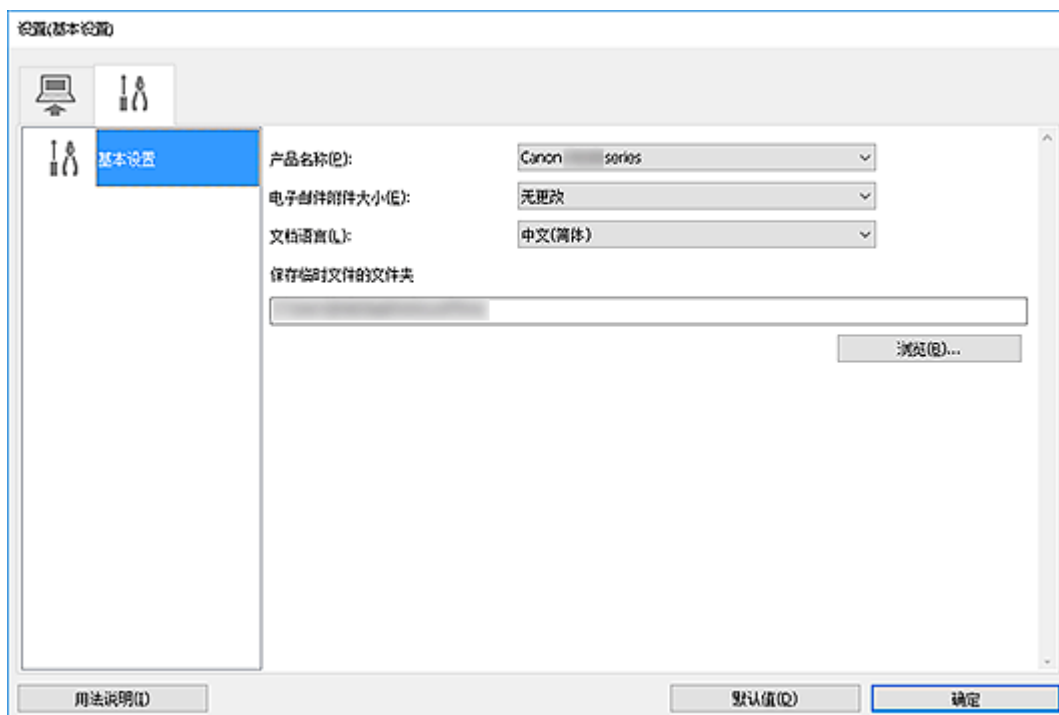 设置(基本设置)
基本设置
产品名称(P):
Canon series
电子邮件附件大小(E):
无更改
文档语言(L):
中文(简体)
保存临时文件的文件夹
浏览(B)...
用法说明(I)
默认值(D)
确定